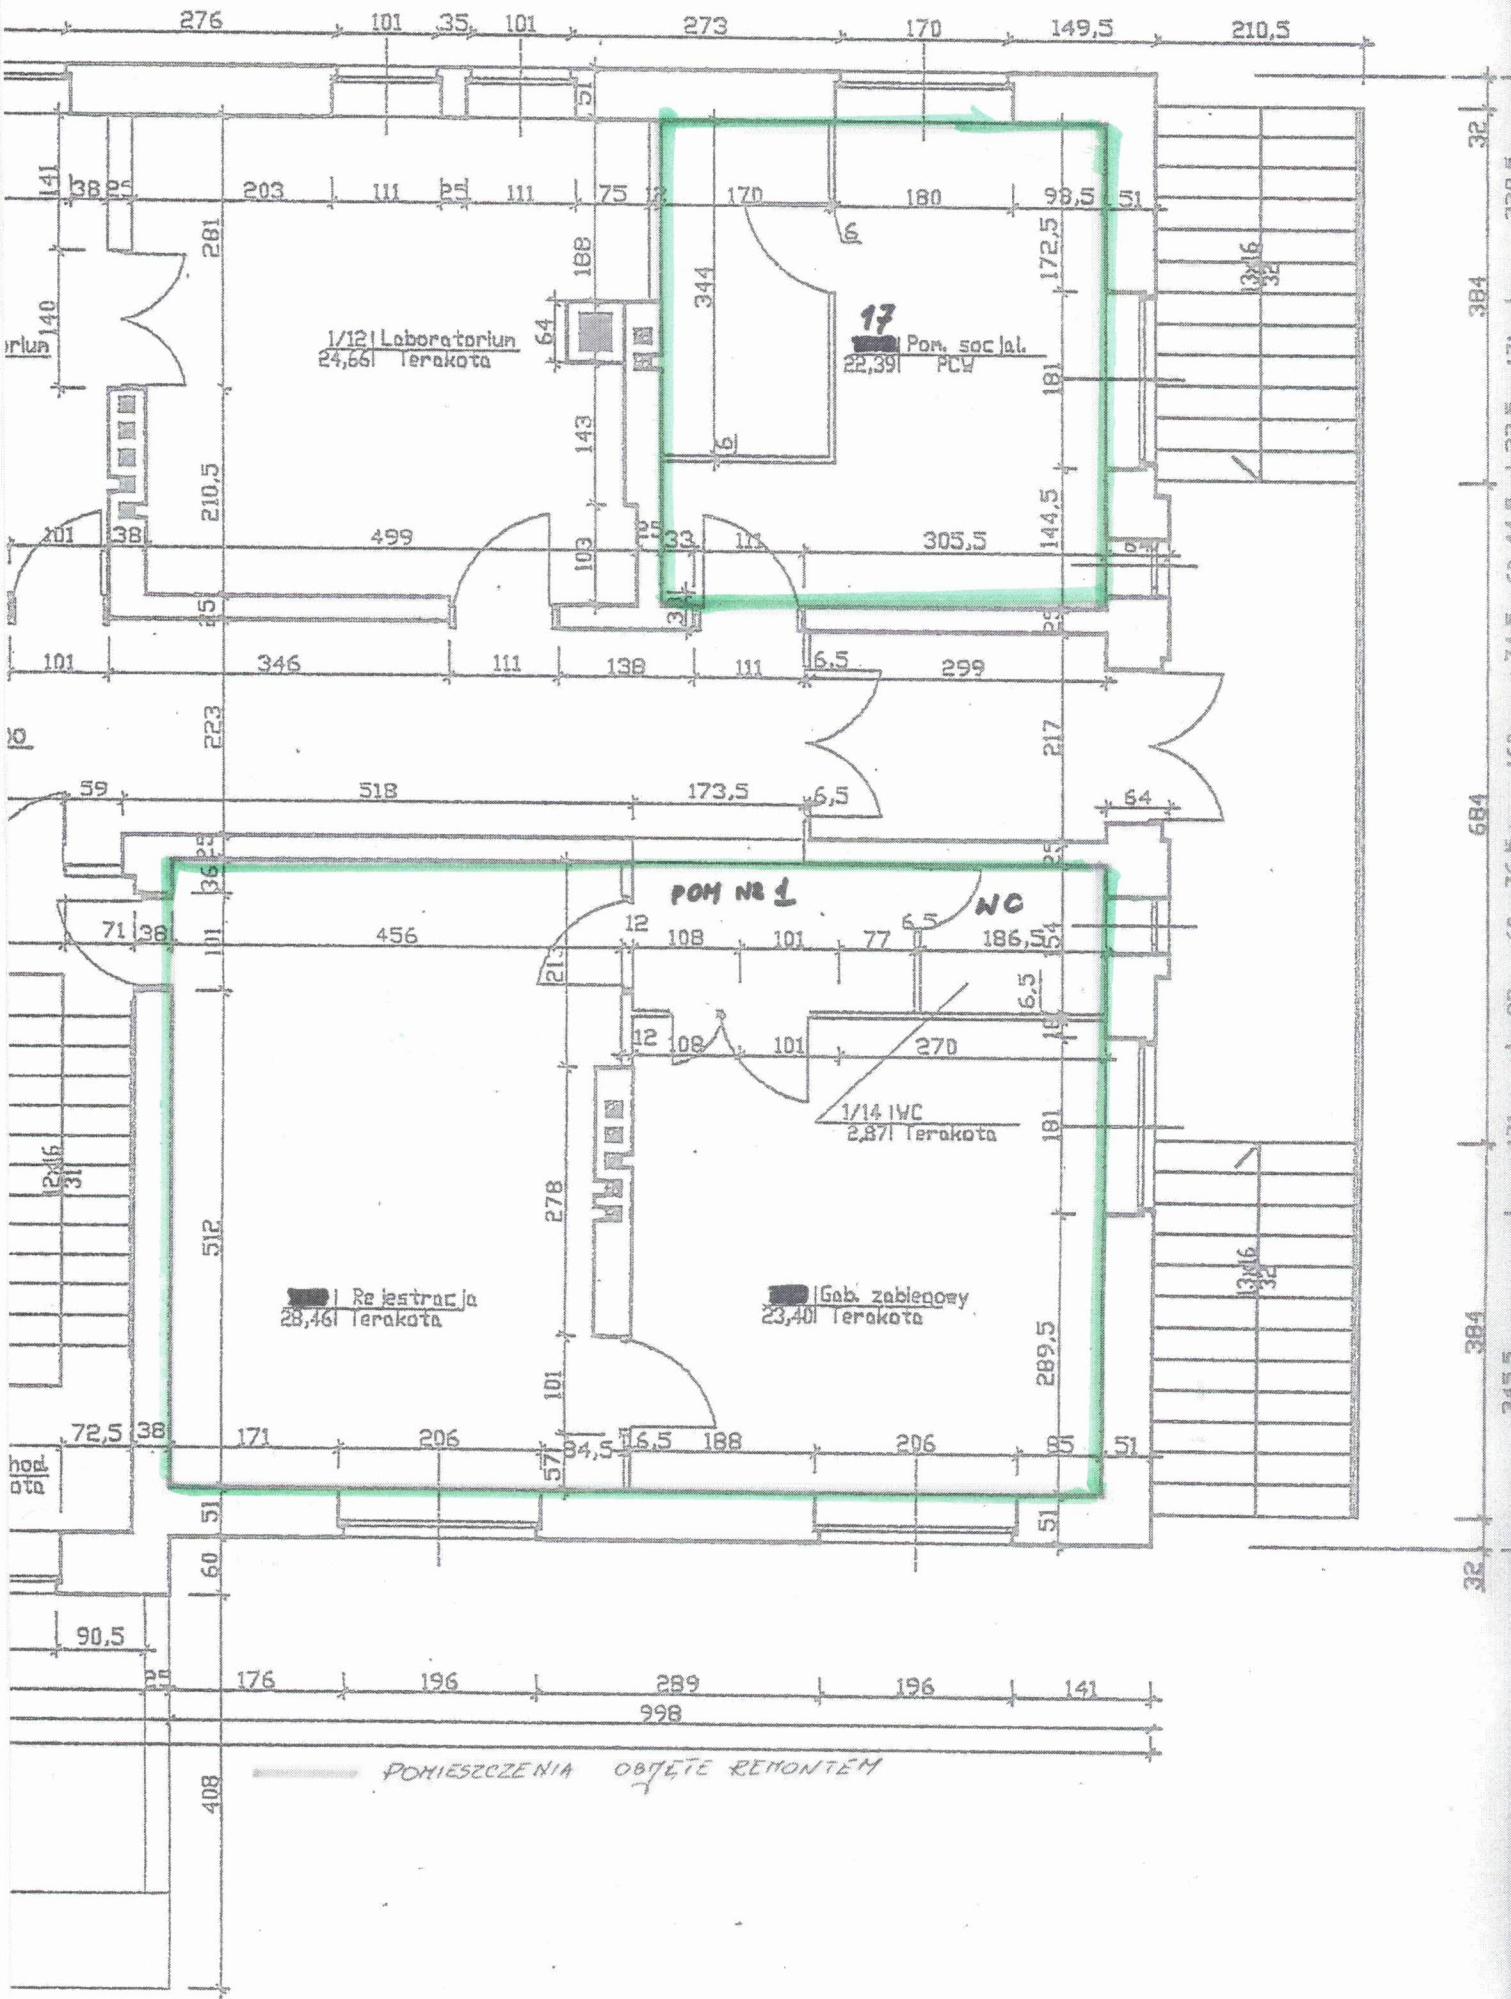 276 101 35 101 273 170 149,5 210,5
51
32
141
38 25 203 111 25 111 75 12 170 180 98,5 51
6
281
188
344
172,5
13x16
32
384
140
64
17
1/12 Laboratorium
24,66 Terakota
Pom. socjal.
22,39 PCW
181
143
6
210,5
144,5
101 38 499 103 25 33 111 305,5
25
31
25
101 346 111 138 111 6,5 299
223
217
59 518 173,5 6,5 64
684
25
36
25
POM NR 1
WC
71 38 101 456 213 12 108 101 77 6,5 186,5 154
6,5
12 108 101 270
1/14 WC
2,87 Terakota
181
12x16
31
278
512
13x16
32
Rejestracja
28,46 Terakota
Gab. zabiegowy
23,40 Terakota
289,5
384
101
72,5 38 171 206 84,5 6,5 188 206 85 51
57
51
51
60
32
90,5
25 176 196 289 196 141
998
POMIESZCZENIA OBJĘTE REMONTEM
408